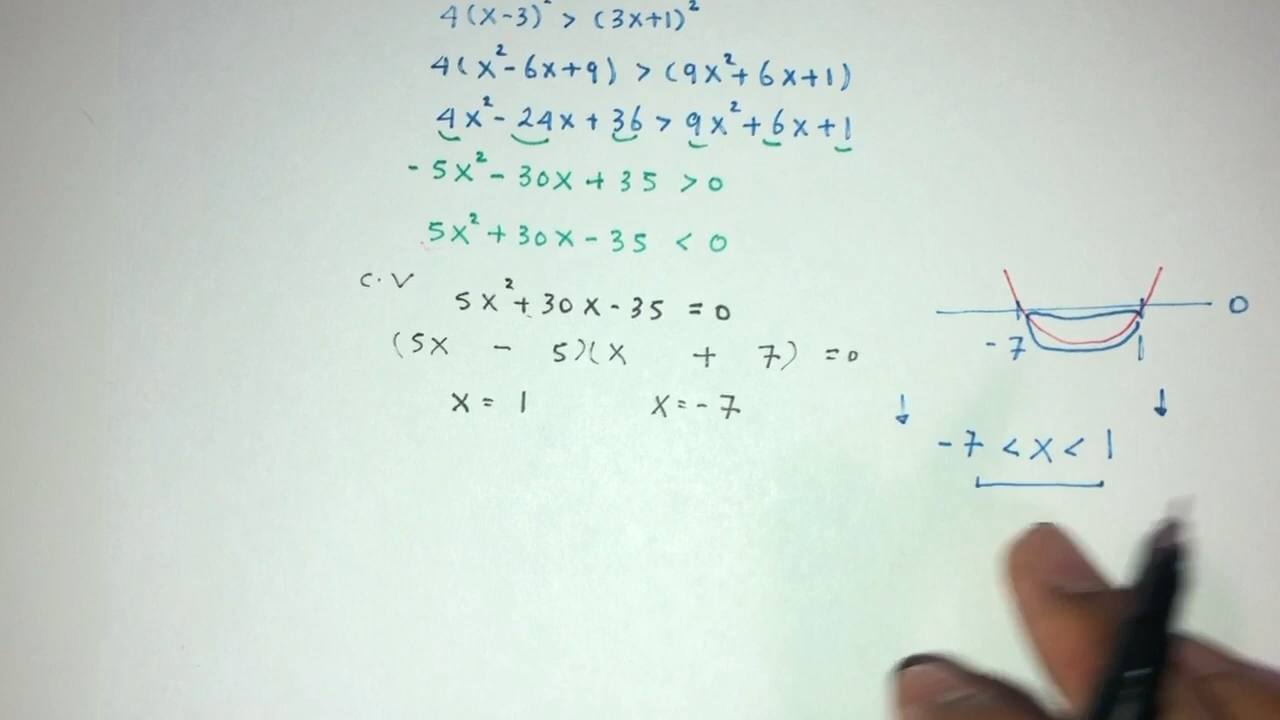 4(x-3)² > (3x+1)²
4(x²-6x+9) > (9x²+6x+1)
4x²- 24x + 36 > 9x²+6x+1
- 5x²- 30x + 35 > 0
5x²+30x - 35 < 0
C.V
5x²+30x-35 = 0
(5x - 5)(x + 7) = 0
x = 1 x = -7
0
-7 1
-7 < x < 1